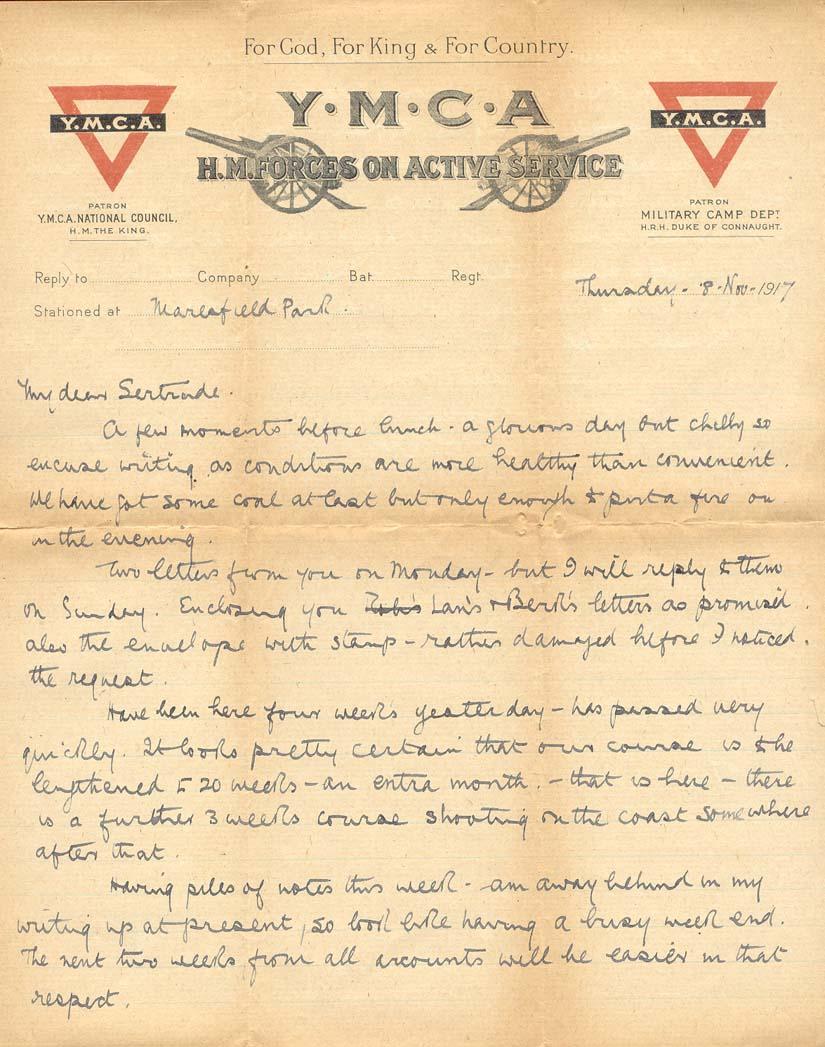 For God, For King & For Country.
Y·M·C·A
Y.M.C.A.
Y.M.C.A.
H.M. FORCES ON ACTIVE SERVICE
PATRON
Y.M.C.A. NATIONAL COUNCIL,
H.M. THE KING.
PATRON
MILITARY CAMP DEPT
H.R.H. DUKE OF CONNAUGHT.
Reply to Company Bat. Regt.
Thursday - 8 - Nov - 1917
Stationed at Maresfield Park.
My dear Gertrude.
A few moments before lunch - a glorious day but chilly so
excuse writing as conditions are more healthy than convenient.
We have got some coal at last but only enough to put a fire on
in the evening.
Two letters from you on Monday - but I will reply to them
on Sunday. Enclosing you Lan's + Berk's letters as promised.
also the envelope with stamp - rather damaged before I noticed
the request.
Have been here four weeks yesterday - has passed very
quickly. It looks pretty certain that our course is to be
lengthened to 20 weeks - an extra month. - that is here - there
is a further 3 weeks course shooting on the coast somewhere
after that.
Having piles of notes this week - am away behind in my
writing up at present, so look like having a busy week end.
The next two weeks from all accounts will be easier in that
respect.